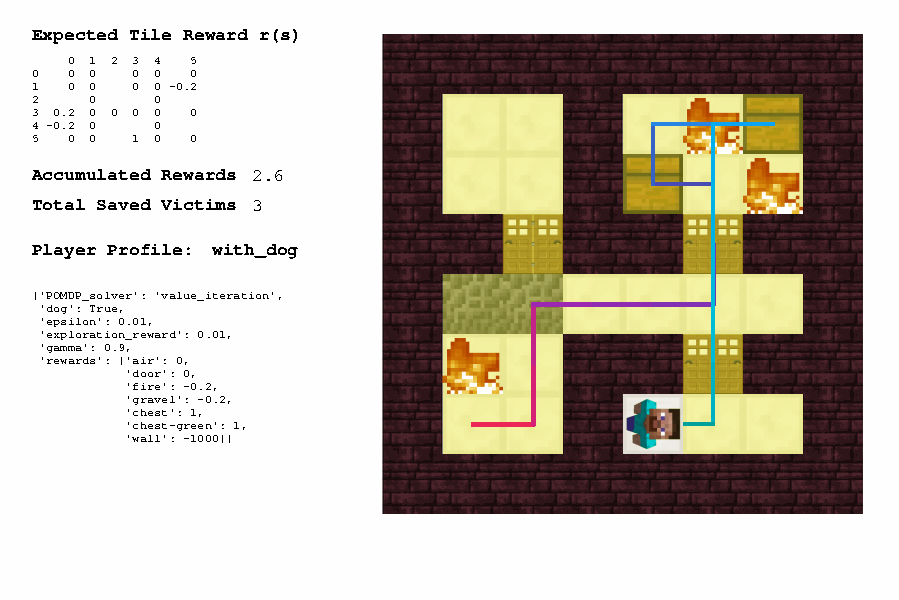 Expected Tile Reward r(s)
0 1 2 3 4 5
0 0 0 0 0 0
1 0 0 0 0 -0.2
2 0 0
3 0.2 0 0 0 0 0
4 -0.2 0 0
5 0 0 1 0 0
Accumulated Rewards 2.6
Total Saved Victims 3
Player Profile: with_dog
|'POMDP_solver': 'value_iteration',
'dog': True,
'epsilon': 0.01,
'exploration_reward': 0.01,
'gamma': 0.9,
'rewards': |'air': 0,
'door': 0,
'fire': -0.2,
'gravel': -0.2,
'chest': 1,
'chest-green': 1,
'wall': -1000||